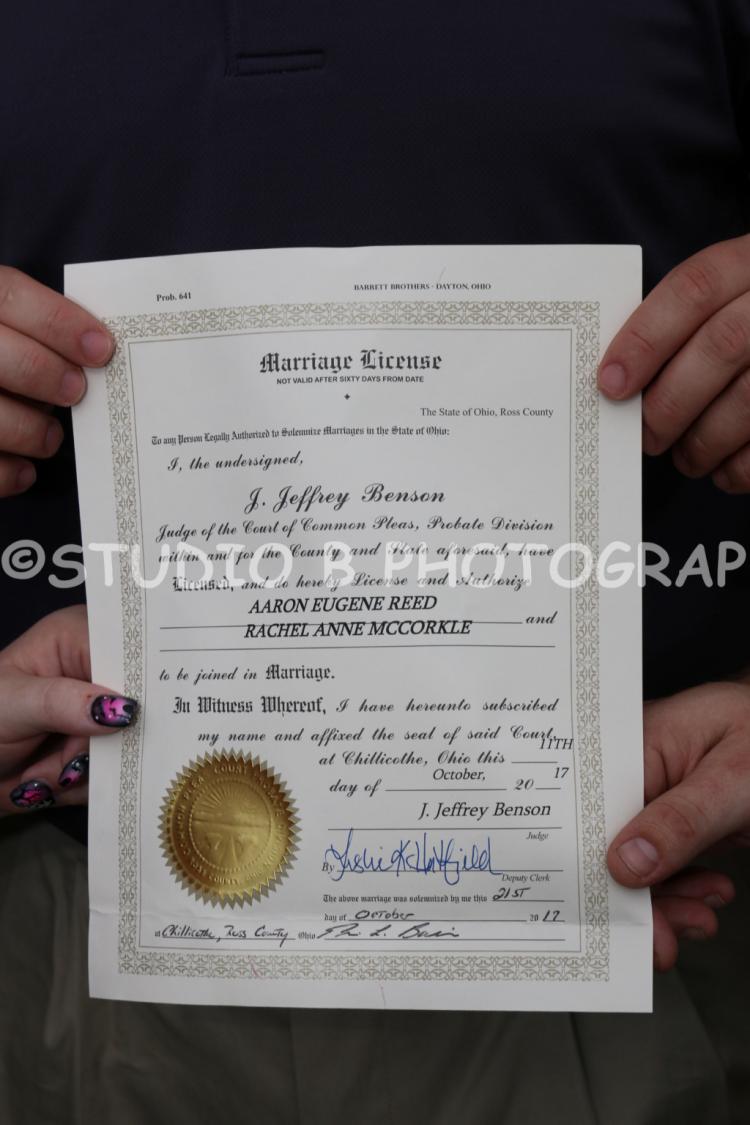 Prob. 641
BARRETT BROTHERS - DAYTON, OHIO
Marriage License
NOT VALID AFTER SIXTY DAYS FROM DATE
The State of Ohio, Ross County
To any Person Legally Authorized to Solemnize Marriages in the State of Ohio:
I, the undersigned,
J. Jeffrey Benson
Judge of the Court of Common Pleas, Probate Division
within and for the County and State aforesaid, have
©STUDIO B PHOTOGRAP
Licensed, and do hereby License and Authorize
AARON EUGENE REED
and
RACHEL ANNE MCCORKLE
to be joined in Marriage.
In Witness Whereof, I have hereunto subscribed
my name and affixed the seal of said Court,
at Chillicothe, Ohio this 11TH
day of October, 2017
J. Jeffrey Benson
Judge
By
Deputy Clerk
The above marriage was solemnized by me this 21ST
day of October 2017
at Chillicothe, Ross County Ohio